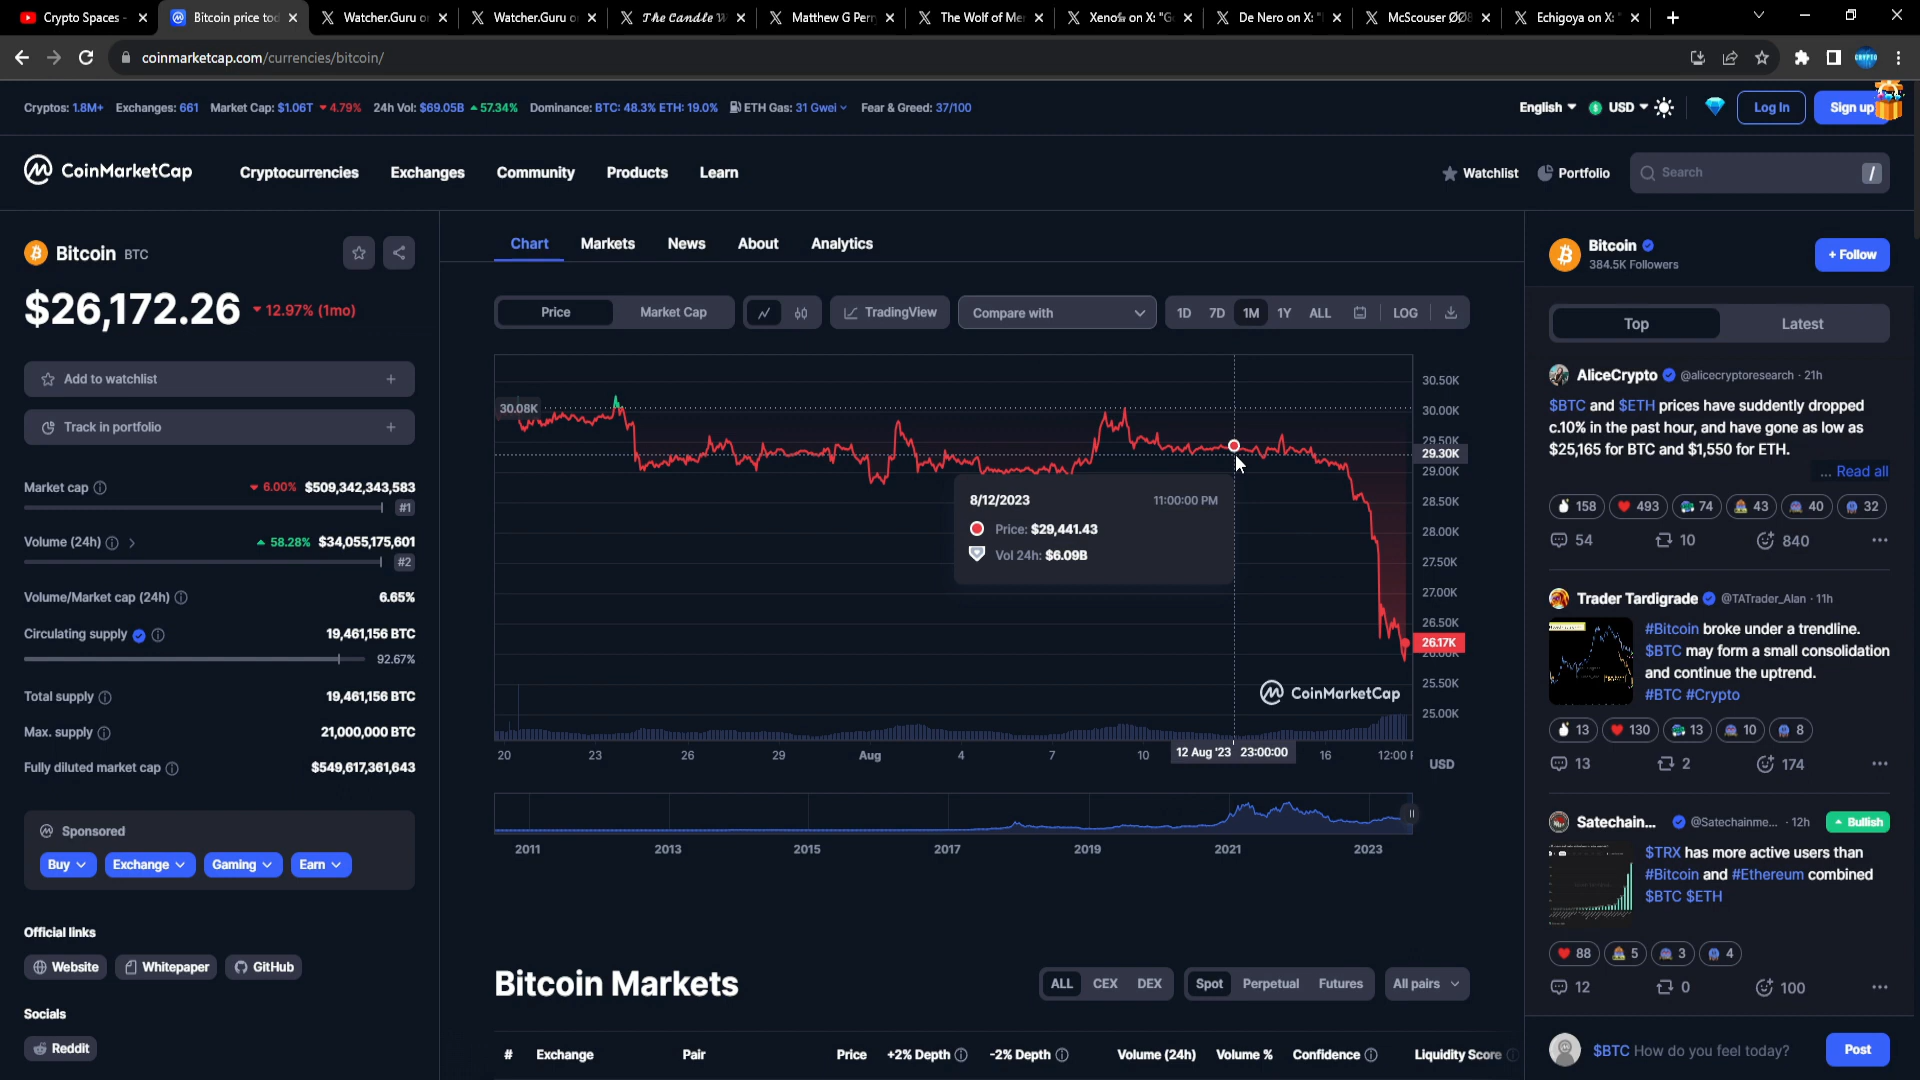 Crypto Spaces -
Bitcoin price tod
Watcher.Guru o
Watcher.Guru o
The Candle
Matthew G Per
The Wolf of Me
De Nero on X: "
McScouser ØØ
Echigoya on X:
coinmarketcap.com/currencies/bitcoin/
Cryptos: 1.8M+ Exchanges: 661 Market Cap: $1.06T 4.79% 24h Vol: $69.05B 57.34% Dominance: BTC: 48.3% ETH: 19.0% ETH Gas: 31 Gwei Fear & Greed: 37/100
English USD Log In Sign up
CoinMarketCap
Cryptocurrencies Exchanges Community Products Learn
Watchlist Portfolio Search /
Bitcoin BTC
$26,172.26 12.97% (1mo)
Add to watchlist +
Track in portfolio +
Market cap 6.00% $509,342,343,583
#1
Volume (24h) 58.28% $34,055,175,601
#2
Volume/Market cap (24h) 6.65%
Circulating supply 19,461,156 BTC
92.67%
Total supply 19,461,156 BTC
Max. supply 21,000,000 BTC
Fully diluted market cap $549,617,361,643
Sponsored
Buy Exchange Gaming Earn
Official links
Website Whitepaper GitHub
Socials
Reddit
Chart Markets News About Analytics
Price Market Cap TradingView Compare with 1D 7D 1M 1Y ALL LOG
30.08K
30.50K
30.00K
29.50K
29.30K
29.00K
28.50K
28.00K
27.50K
27.00K
26.50K
26.17K
26.00K
25.50K
25.00K
8/12/2023 11:00:00 PM
Price: $29,441.43
Vol 24h: $6.09B
CoinMarketCap
20 23 26 29 Aug 4 7 10 12 Aug '23 23:00:00 16 12:00
USD
2011 2013 2015 2017 2019 2021 2023
Bitcoin Markets
ALL CEX DEX Spot Perpetual Futures All pairs
# Exchange Pair Price +2% Depth -2% Depth Volume (24h) Volume % Confidence Liquidity Score
Bitcoin
384.5K Followers
+ Follow
Top Latest
AliceCrypto @alicecryptoresearch · 21h
$BTC and $ETH prices have suddently dropped
c.10% in the past hour, and have gone as low as
$25,165 for BTC and $1,550 for ETH.
... Read all
158 493 74 43 40 32
54 10 840
Trader Tardigrade @TATrader_Alan · 11h
#Bitcoin broke under a trendline.
$BTC may form a small consolidation
and continue the uptrend.
#BTC #Crypto
13 130 13 10 8
13 2 174
Satechain... @Satechainme... · 12h Bullish
$TRX has more active users than
#Bitcoin and #Ethereum combined
$BTC $ETH
88 5 3 4
12 0 100
$BTC How do you feel today? Post